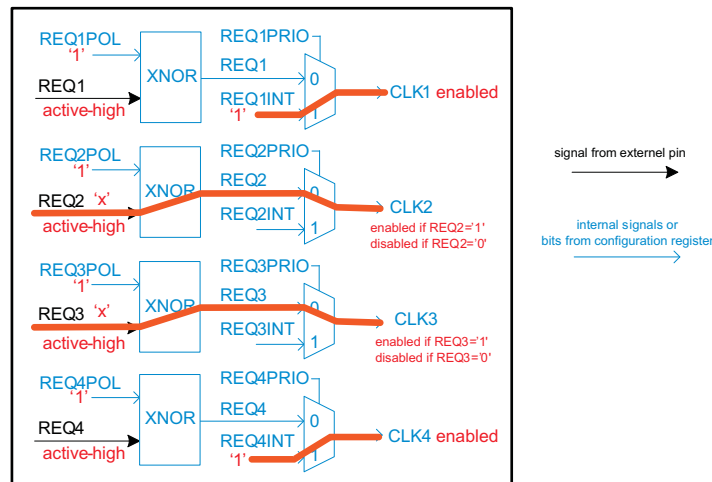 REQ1POL
'1'
REQ1
active-high
XNOR
REQ1PRIO
REQ1
REQ1INT
'1'
0
1
CLK1 enabled
REQ2POL
'1'
REQ2 'x'
active-high
XNOR
REQ2PRIO
REQ2
REQ2INT
0
1
CLK2
enabled if REQ2='1'
disabled if REQ2='0'
REQ3POL
'1'
REQ3 'x'
active-high
XNOR
REQ3PRIO
REQ3
REQ3INT
0
1
CLK3
enabled if REQ3='1'
disabled if REQ3='0'
REQ4POL
'1'
REQ4
active-high
XNOR
REQ4PRIO
REQ4
REQ4INT
'1'
0
1
CLK4 enabled
signal from externel pin
internal signals or
bits from configuration register